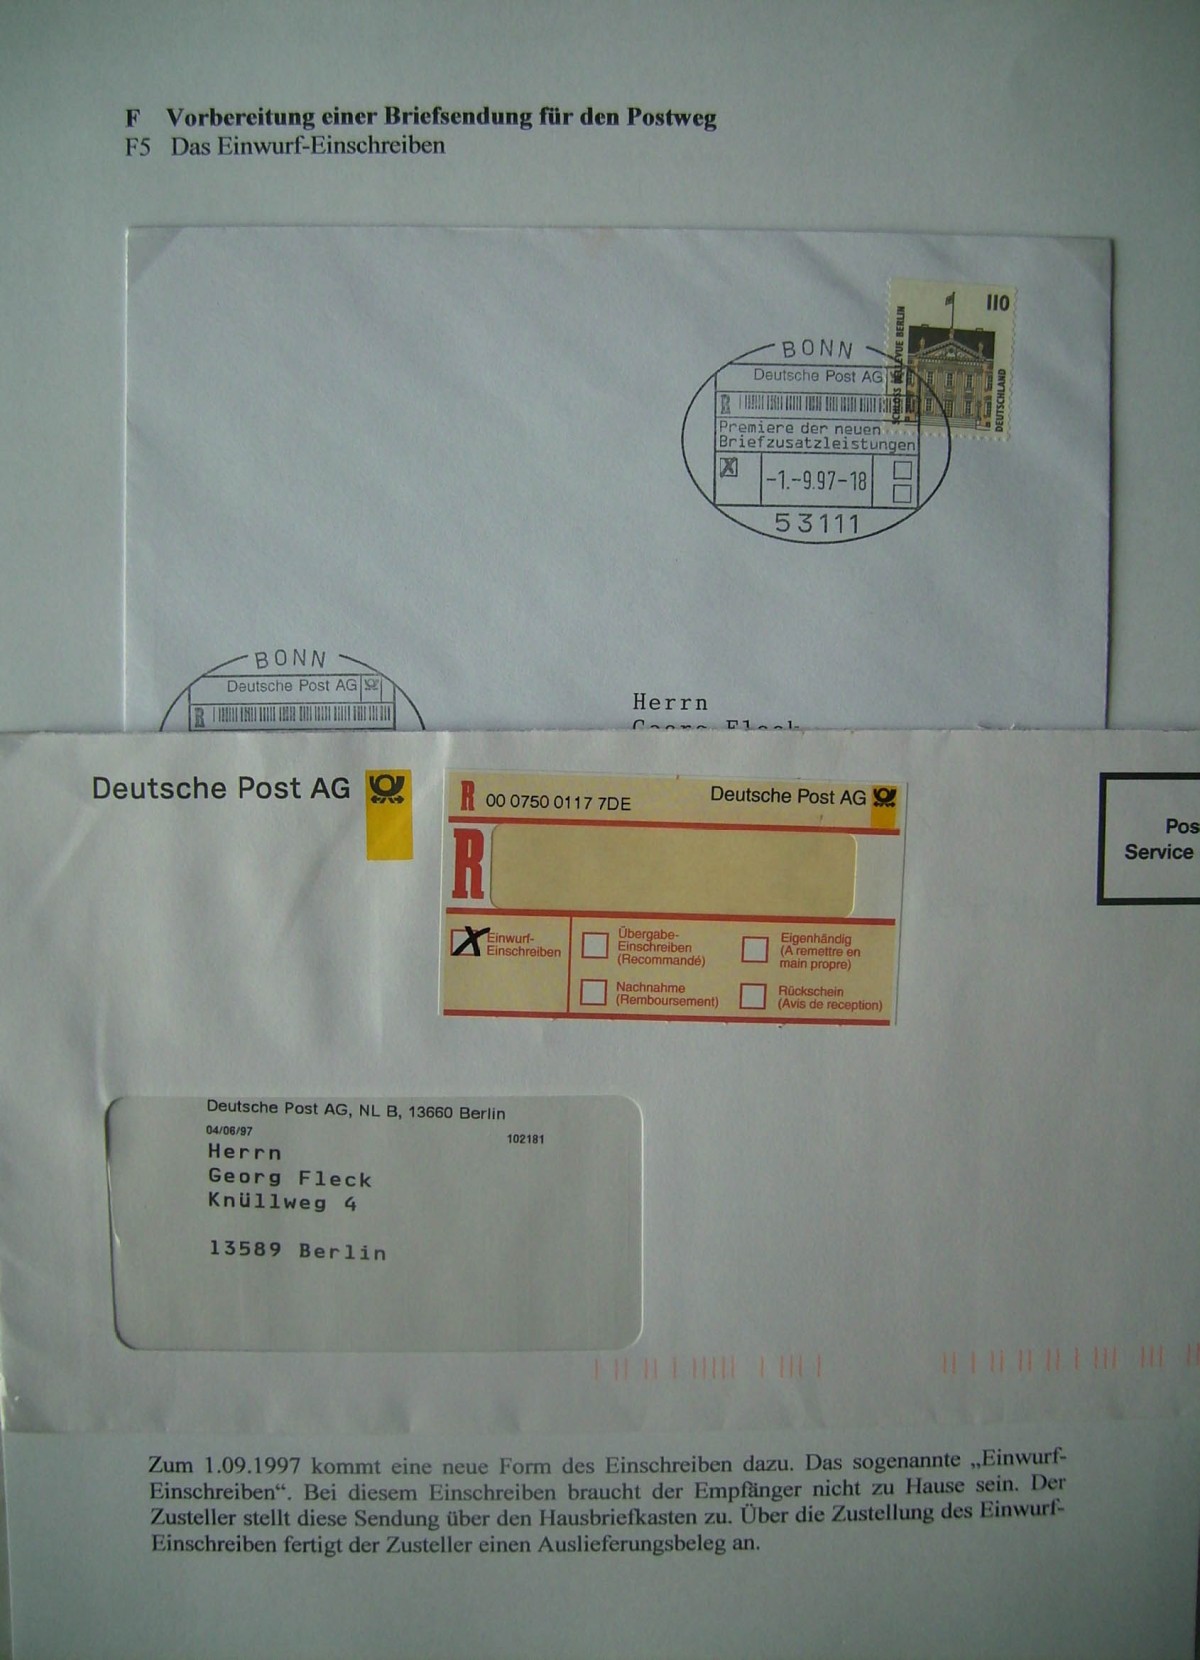 F Vorbereitung einer Briefsendung für den Postweg
F5 Das Einwurf-Einschreiben
110
SCHLOSS BELLEVUE BERLIN
DEUTSCHLAND
BONN
Deutsche Post AG
R
Premiere der neuen
Briefzusatzleistungen
X
-1.-9.97-18
53111
BONN
Deutsche Post AG
R
Herrn
Georg Fleck
Deutsche Post AG
R 00 0750 0117 7DE Deutsche Post AG
R
X Einwurf-
Einschreiben
Übergabe-
Einschreiben
(Recommandé)
Eigenhändig
(A remettre en
main propre)
Nachnahme
(Remboursement)
Rückschein
(Avis de reception)
Pos
Service
Deutsche Post AG, NL B, 13660 Berlin
04/06/97
102181
Herrn
Georg Fleck
Knüllweg 4
13589 Berlin
Zum 1.09.1997 kommt eine neue Form des Einschreiben dazu. Das sogenannte „Einwurf-
Einschreiben“. Bei diesem Einschreiben braucht der Empfänger nicht zu Hause sein. Der
Zusteller stellt diese Sendung über den Hausbriefkasten zu. Über die Zustellung des Einwurf-
Einschreiben fertigt der Zusteller einen Auslieferungsbeleg an.